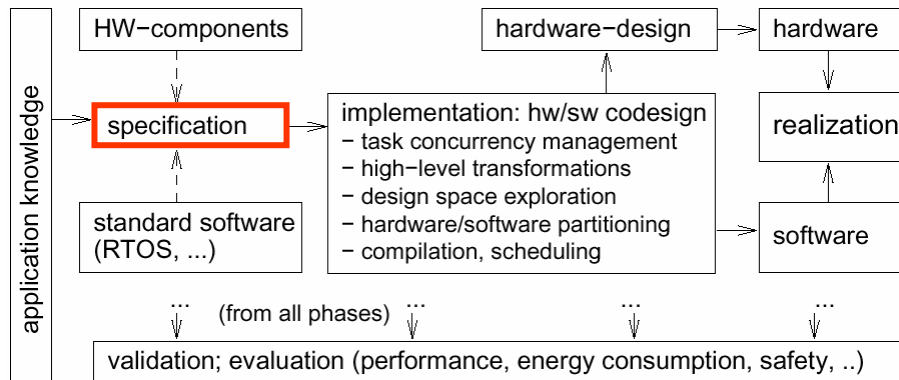 application knowledge
HW−components
specification
standard software
(RTOS, ...)
implementation: hw/sw codesign
− task concurrency management
− high−level transformations
− design space exploration
− hardware/software partitioning
− compilation, scheduling
hardware−design
hardware
realization
software
... (from all phases) ... ... ...
validation; evaluation (performance, energy consumption, safety, ..)